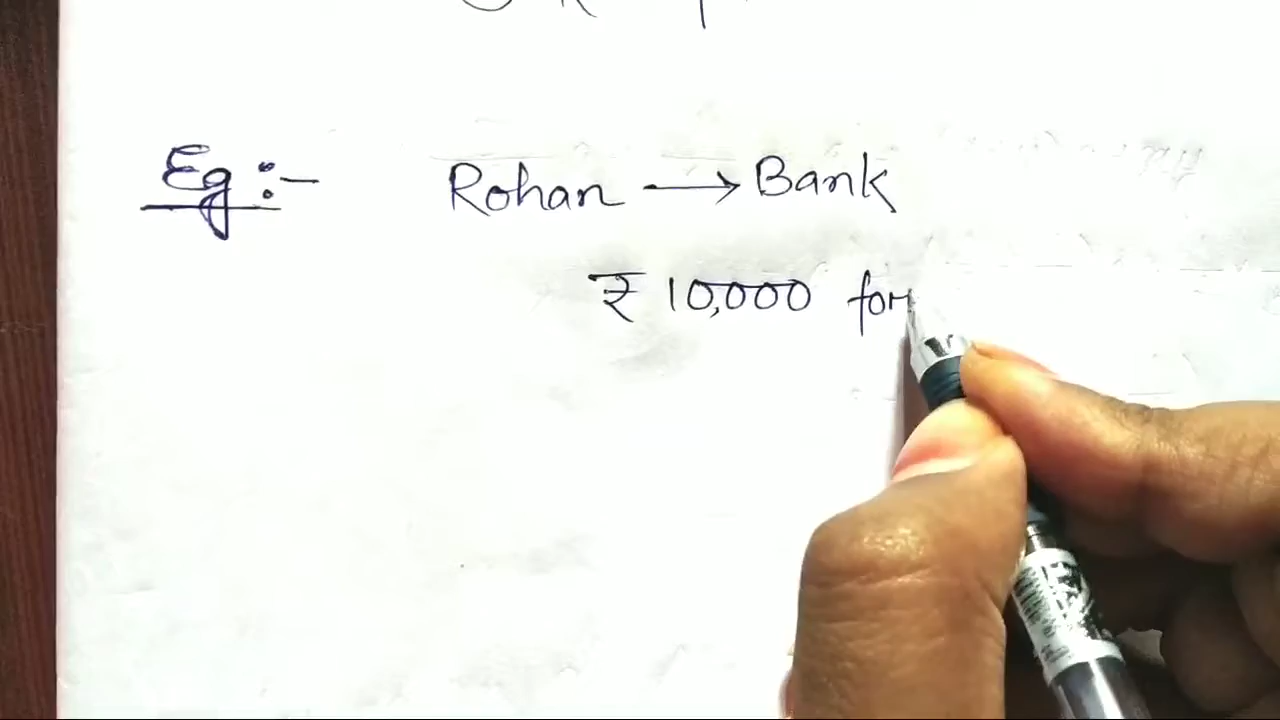 Eg :- Rohan → Bank
₹ 10,000 for